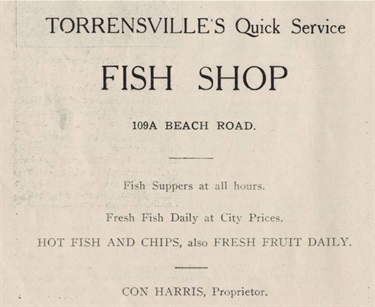 TORRENSVILLE'S Quick Service
FISH SHOP
109A BEACH ROAD.
Fish Suppers at all hours.
Fresh Fish Daily at City Prices.
HOT FISH AND CHIPS, also FRESH FRUIT DAILY.
CON HARRIS, Proprietor.